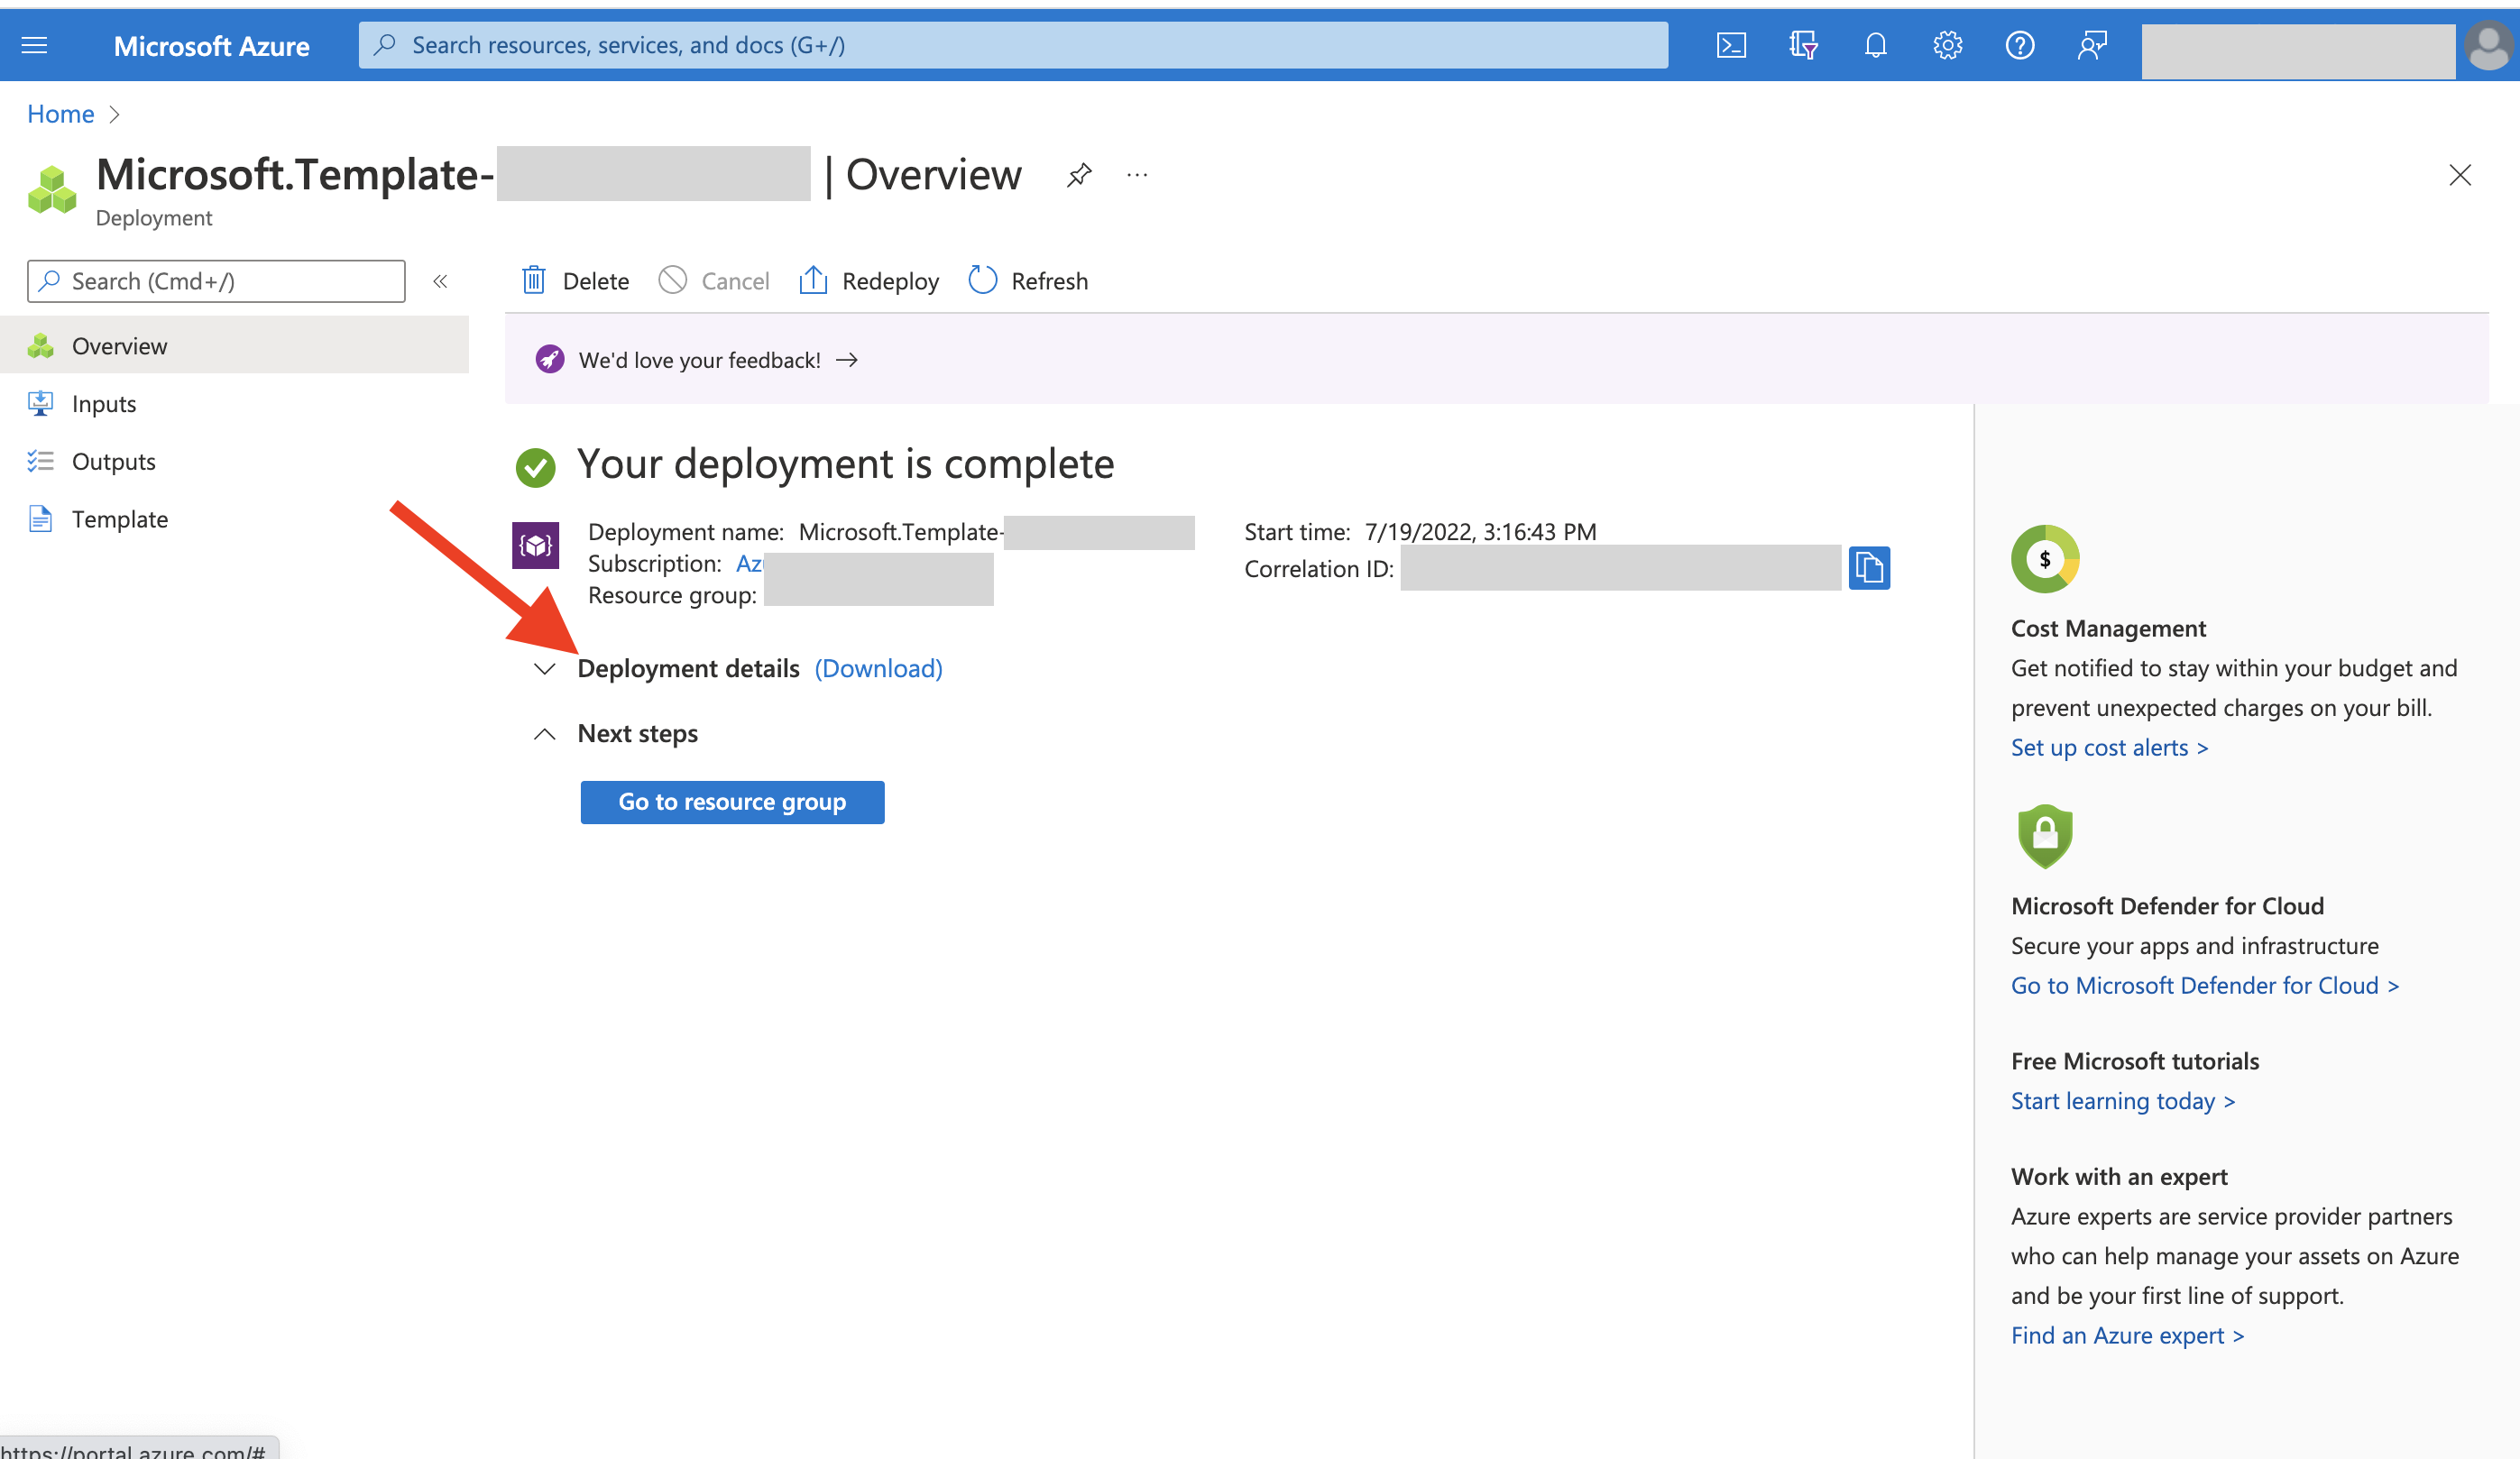 Microsoft Azure
Search resources, services, and docs (G+/)
Home
Microsoft.Template- | Overview
Deployment
Search (Cmd+/)
Delete
Cancel
Redeploy
Refresh
Overview
Inputs
Outputs
Template
We'd love your feedback!
Your deployment is complete
Deployment name: Microsoft.Template-
Subscription: Az
Resource group:
Start time: 7/19/2022, 3:16:43 PM
Correlation ID:
Deployment details (Download)
Next steps
Go to resource group
$
Cost Management
Get notified to stay within your budget and
prevent unexpected charges on your bill.
Set up cost alerts >
Microsoft Defender for Cloud
Secure your apps and infrastructure
Go to Microsoft Defender for Cloud >
Free Microsoft tutorials
Start learning today >
Work with an expert
Azure experts are service provider partners
who can help manage your assets on Azure
and be your first line of support.
Find an Azure expert >
https://portal.azure.com/#